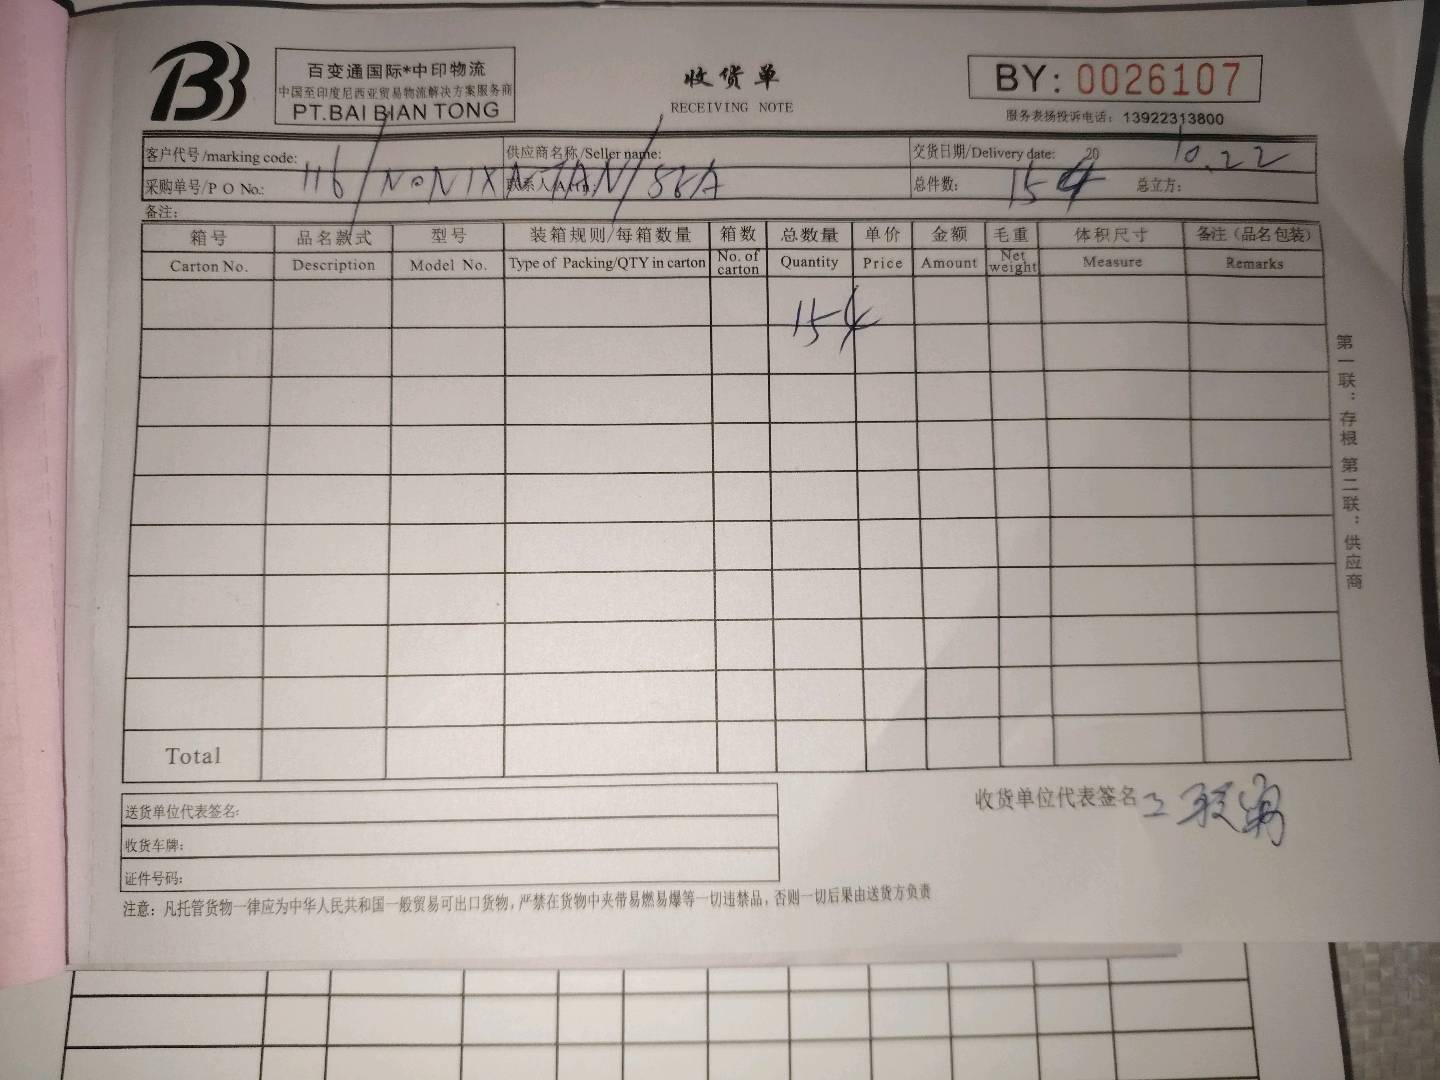 百变通国际*中印物流
中国至印度尼西亚贸易物流解决方案服务商
PT.BAI BIAN TONG
收货单
RECEIVING NOTE
BY: 0026107
服务表扬投诉电话：13922313800
客户代号/marking code: 供应商名称/Seller name: 交货日期/Delivery date: 20 10.22
采购单号/P O No.: 116/NONIXNTAN/SEA 联系人/ 总件数: 154 总立方:
备注:
箱号 品名款式 型号 装箱规则/每箱数量 箱数 总数量 单价 金额 毛重 体积尺寸 备注（品名包装）
Carton No. Description Model No. Type of Packing/QTY in carton No. of carton Quantity Price Amount Net weight Measure Remarks
154
Total
第一联：存根 第二联：供应商
送货单位代表签名:
收货车牌:
证件号码:
收货单位代表签名
注意：凡托管货物一律应为中华人民共和国一般贸易可出口货物，严禁在货物中夹带易燃易爆等一切违禁品，否则一切后果由送货方负责